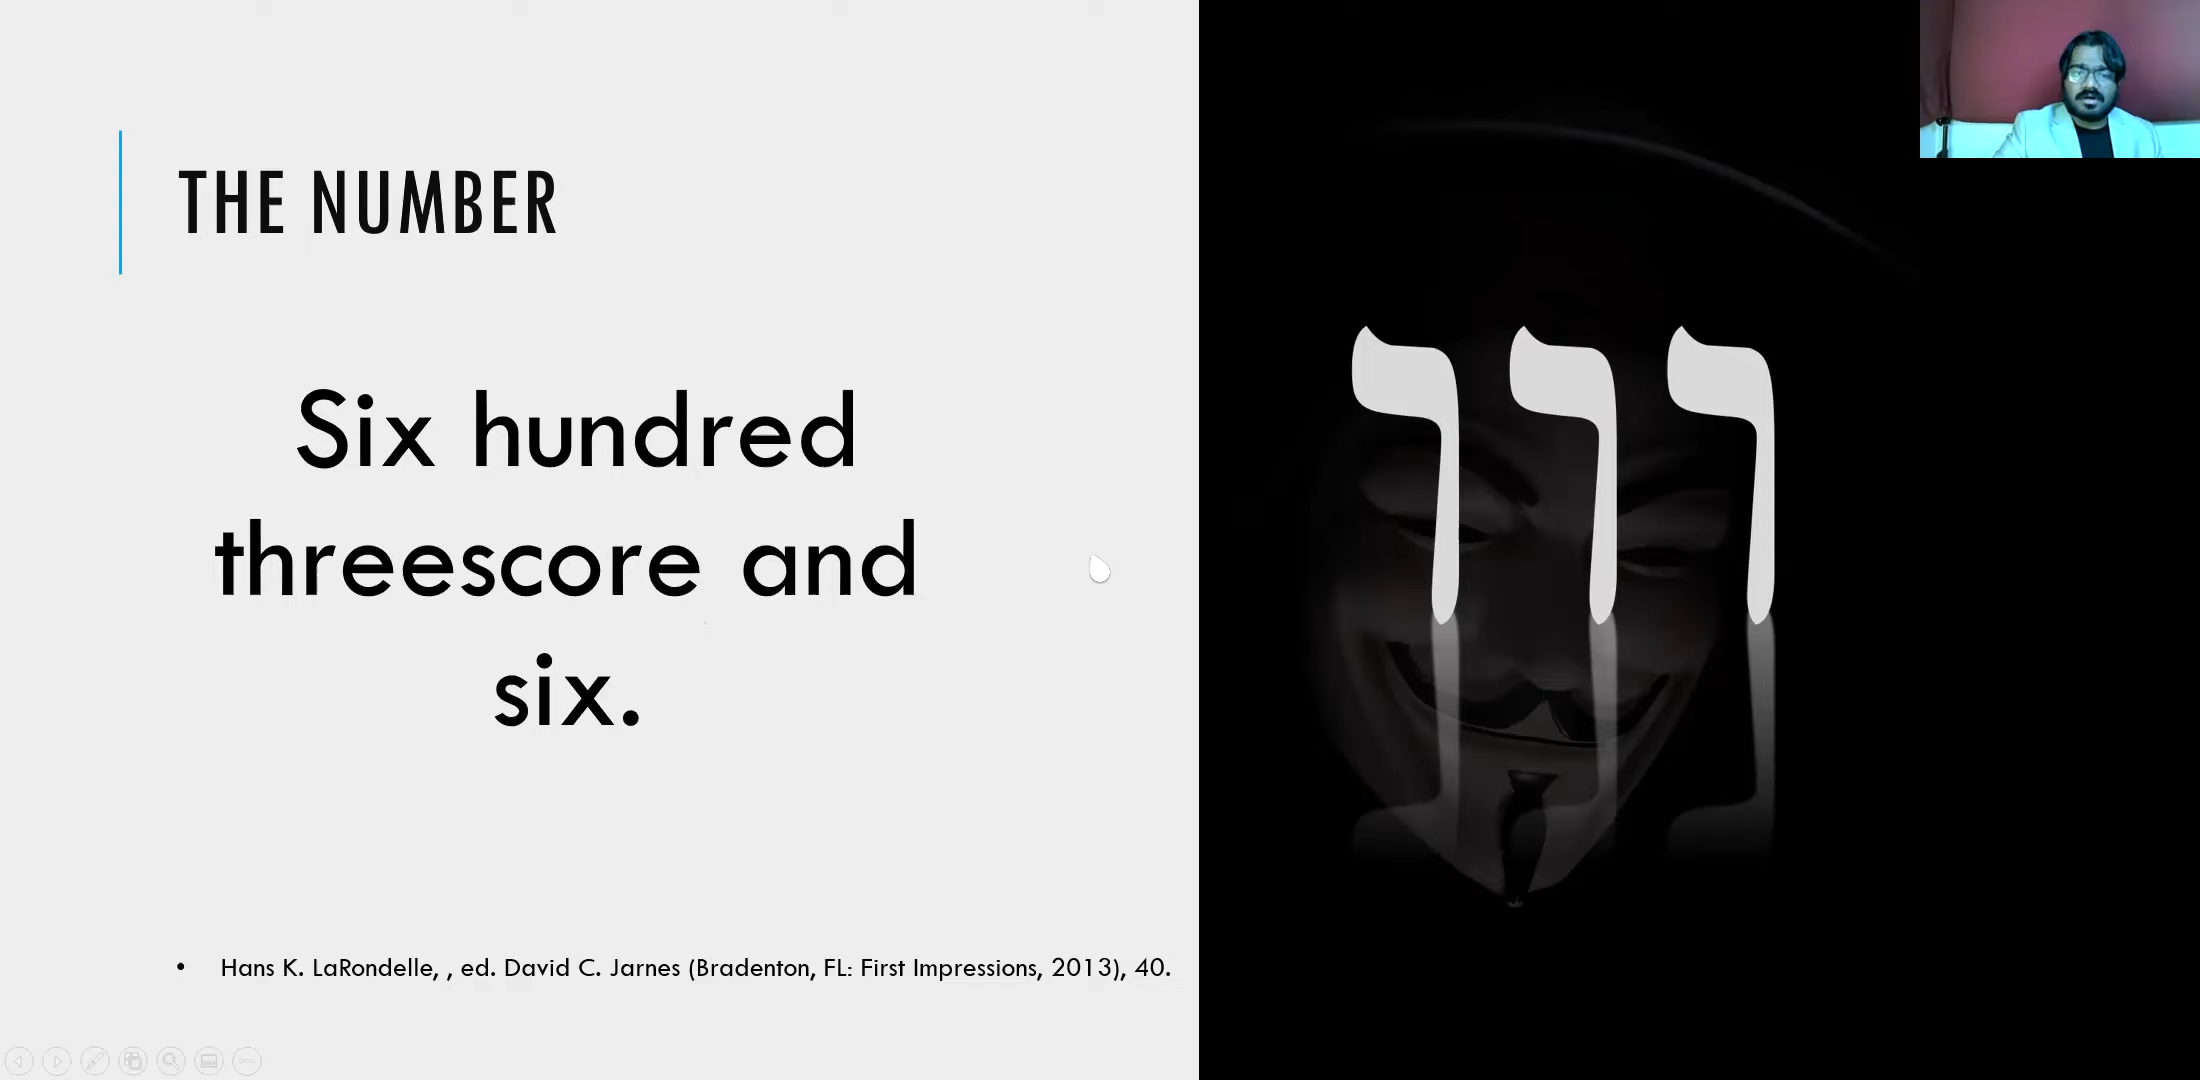 THE NUMBER
Six hundred
threescore and
six.
ווו
• Hans K. LaRondelle, , ed. David C. Jarnes (Bradenton, FL: First Impressions, 2013), 40.